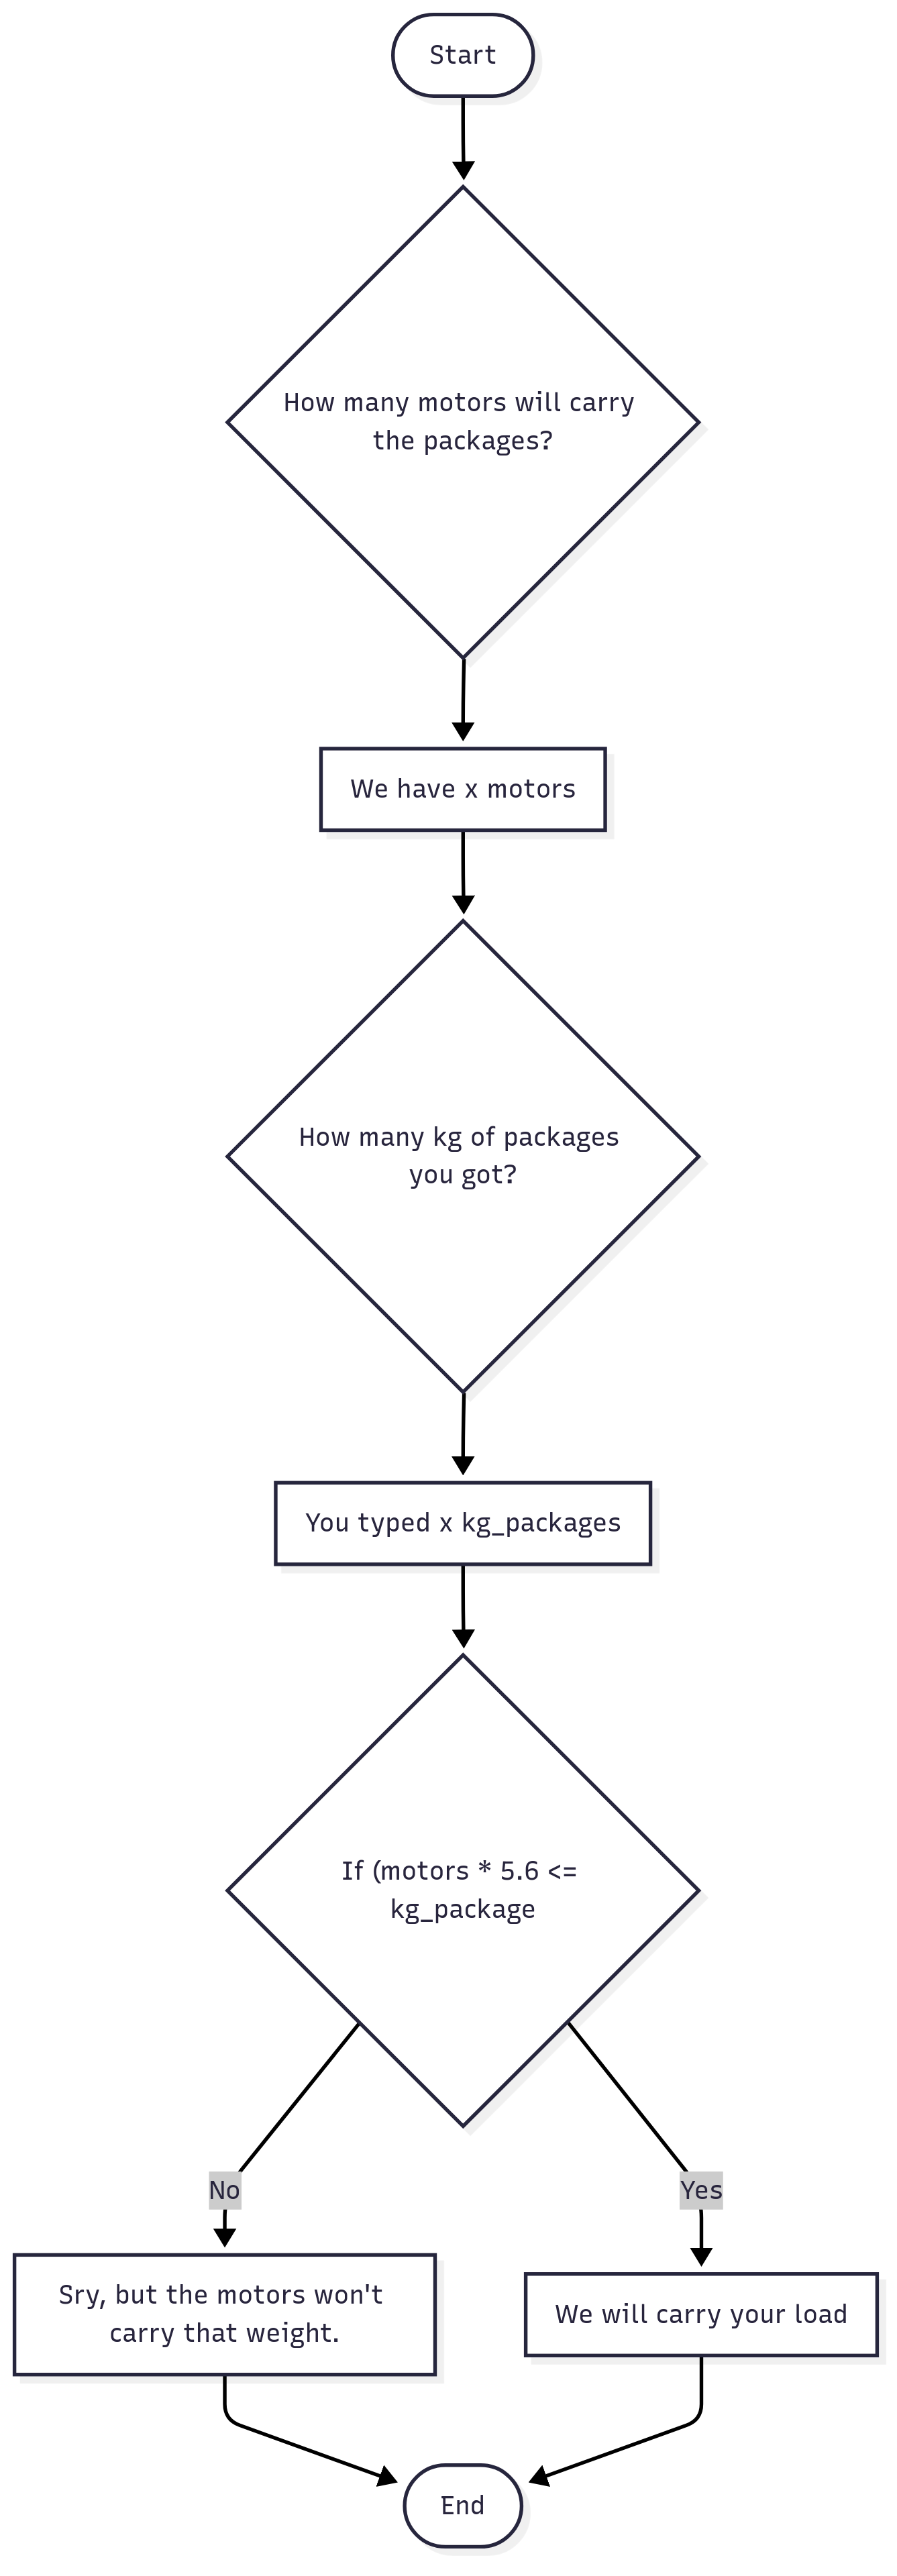 Start
How many motors will carry
the packages?
We have x motors
How many kg of packages
you got?
You typed x kg_packages
If (motors * 5.6 <=
kg_package
No
Yes
Sry, but the motors won't
carry that weight.
We will carry your load
End